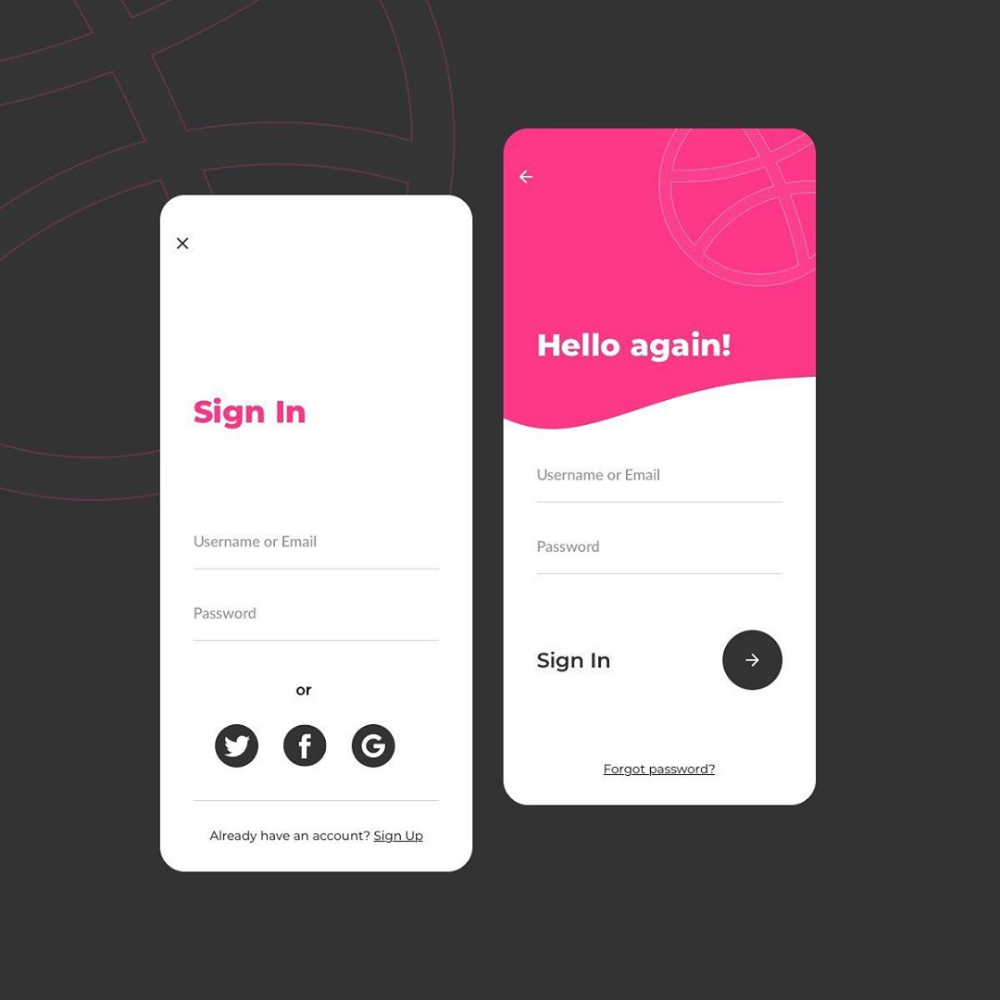 Sign In
Username or Email
Password
or
Already have an account? Sign Up
Hello again!
Username or Email
Password
Sign In
Forgot password?